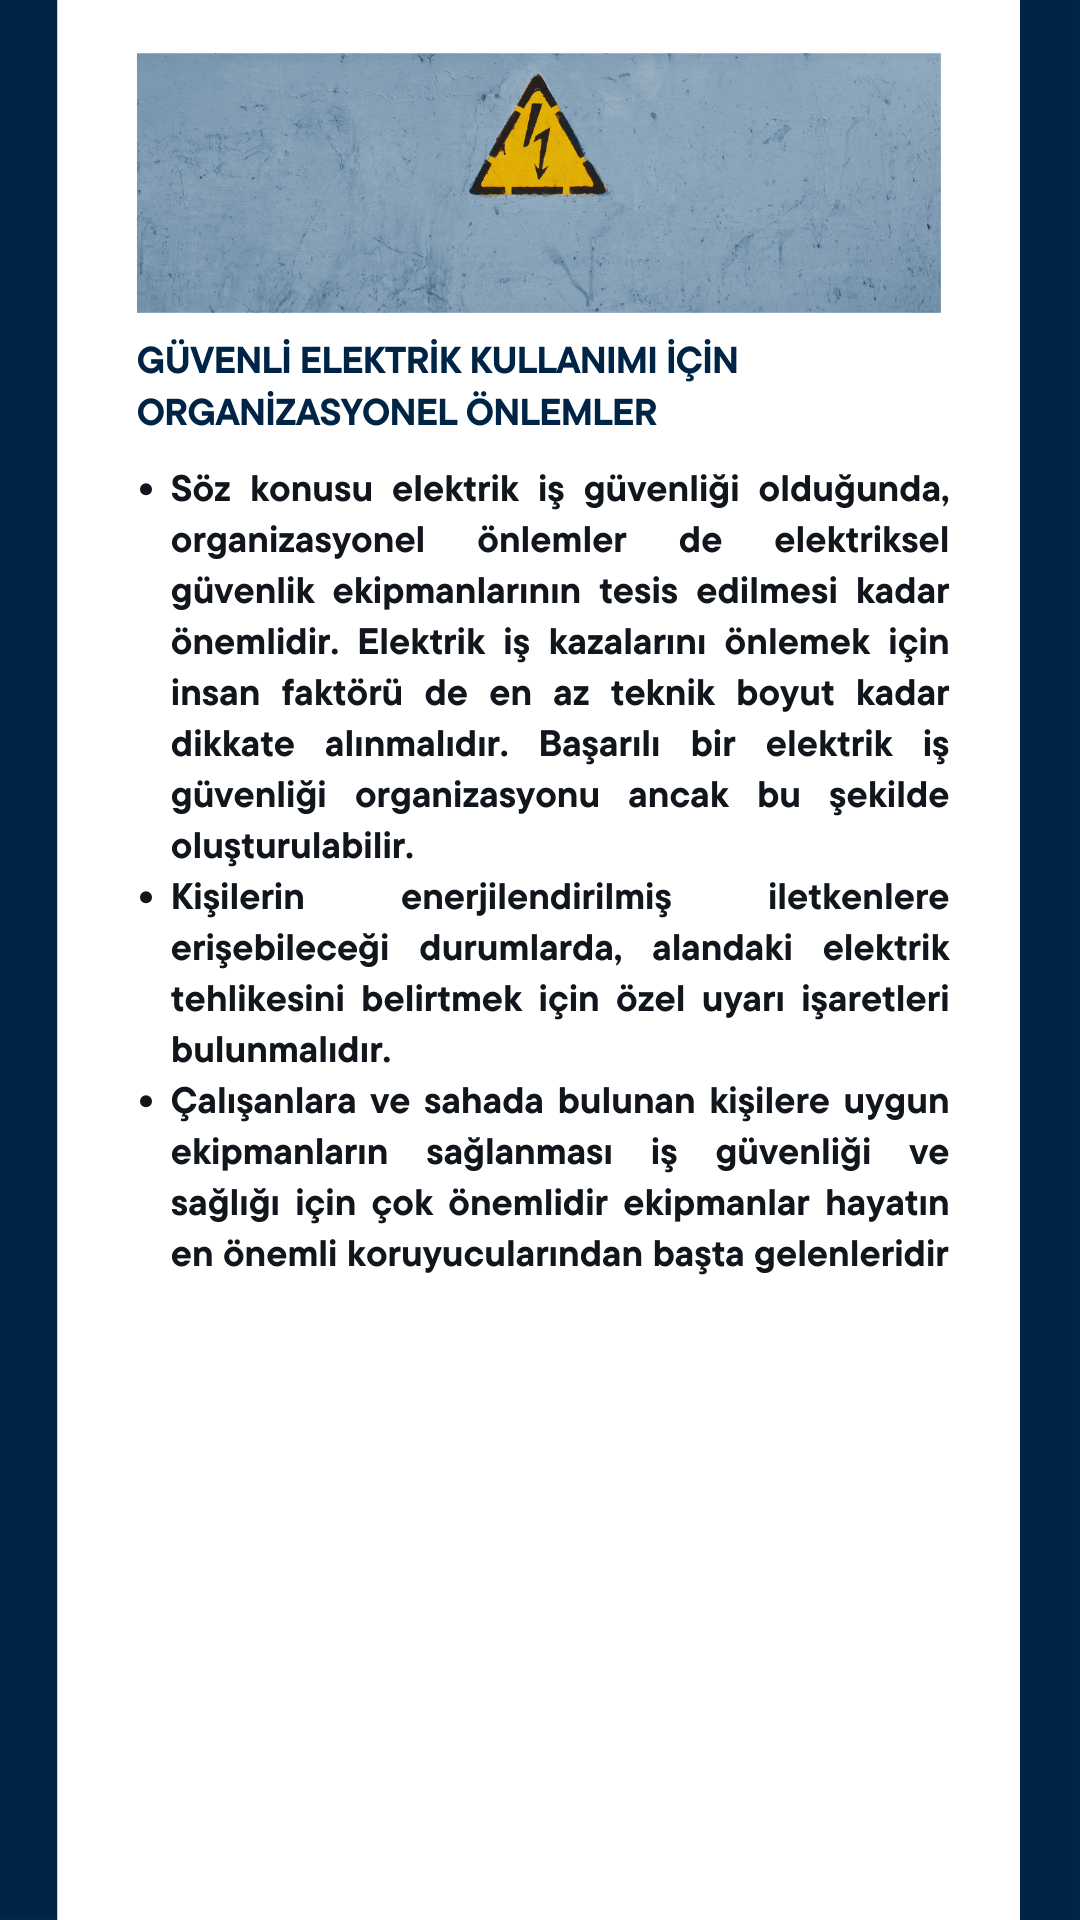 GÜVENLİ ELEKTRİK KULLANIMI İÇİN
ORGANİZASYONEL ÖNLEMLER
• Söz konusu elektrik iş güvenliği olduğunda,
organizasyonel önlemler de elektriksel
güvenlik ekipmanlarının tesis edilmesi kadar
önemlidir. Elektrik iş kazalarını önlemek için
insan faktörü de en az teknik boyut kadar
dikkate alınmalıdır. Başarılı bir elektrik iş
güvenliği organizasyonu ancak bu şekilde
oluşturulabilir.
• Kişilerin enerjilendirilmiş iletkenlere
erişebileceği durumlarda, alandaki elektrik
tehlikesini belirtmek için özel uyarı işaretleri
bulunmalıdır.
• Çalışanlara ve sahada bulunan kişilere uygun
ekipmanların sağlanması iş güvenliği ve
sağlığı için çok önemlidir ekipmanlar hayatın
en önemli koruyucularından başta gelenleridir